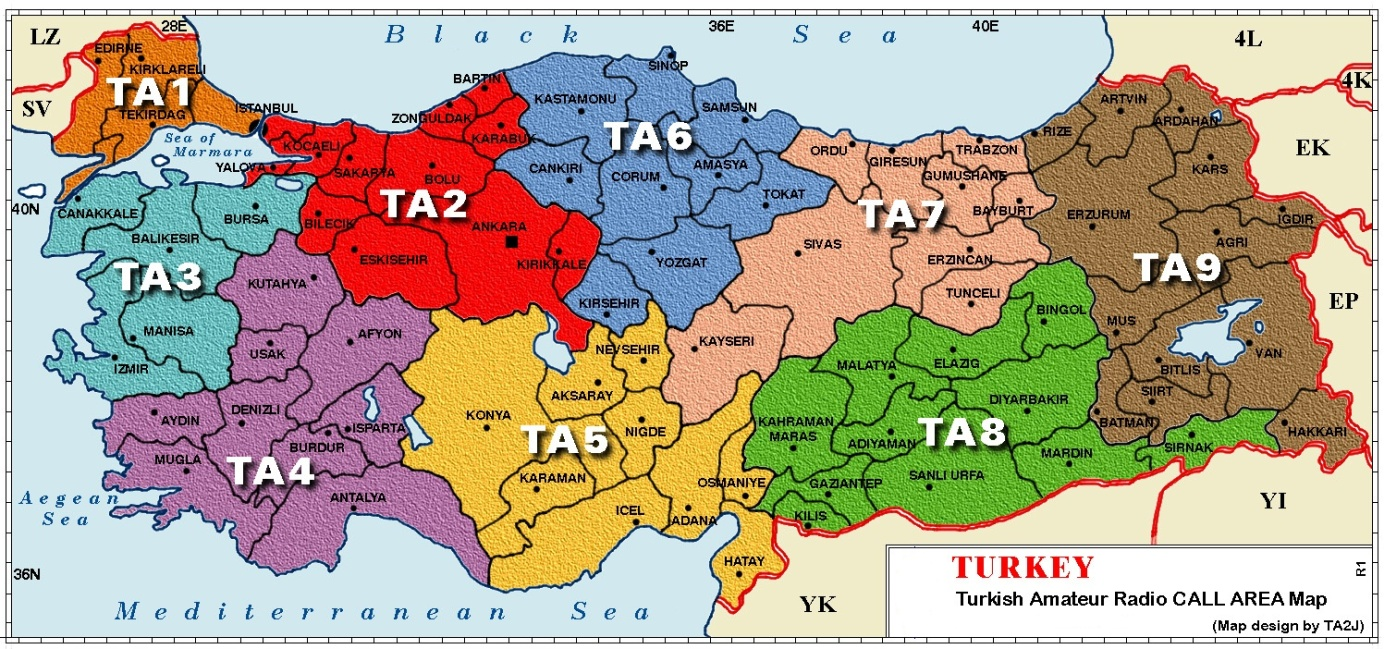 28E
36E
40E
LZ
Black Sea
4L
EDIRNE
KIRKLARELI
SINOP
BARTIN
4K
TA1
KASTAMONU
SAMSUN
ARTVIN
SV
TEKIRDAG
ISTANBUL
ZONGULDAK
ARDAHAN
Sea of
Marmara
KOCAELI
KARABUK
TA6
RIZE
EK
YALOVA
SAKARTA
BOLU
CANKIRI
CORUM
AMASYA
ORDU
GIRESUN
TRABZON
KARS
GUMUSHANE
40N
CANAKKALE
BURSA
TA2
TOKAT
TA7
BAYBURT
ERZURUM
IGDIR
BILECIK
ANKARA
BALIKESIR
SIVAS
AGRI
ESKISEHIR
KIRIKKALE
YOZGAT
ERZINCAN
TA9
TA3
KUTAHYA
TUNCELI
EP
KIRSEHIR
BINGOL
MANISA
AFYON
MUS
USAK
NEVSEHIR
KAYSERI
VAN
IZMIR
MALATYA
ELAZIG
BITLIS
AKSARAY
SIIRT
DIYARBAKIR
AYDIN
DENIZLI
KONYA
KAHRAMAN
MARAS
BATMAN
ISPARTA
NIGDE
TA8
HAKKARI
BURDUR
TA5
ADIYAMAN
SIRNAK
MUGLA
TA4
MARDIN
KARAMAN
OSMANIYE
GAZIANTEP
SANLI URFA
Aegean
Sea
ANTALYA
YI
ICEL
ADANA
KILIS
HATAY
36N
TURKEY
R1
Mediterranean Sea
YK
Turkish Amateur Radio CALL AREA Map
(Map design by TA2J)